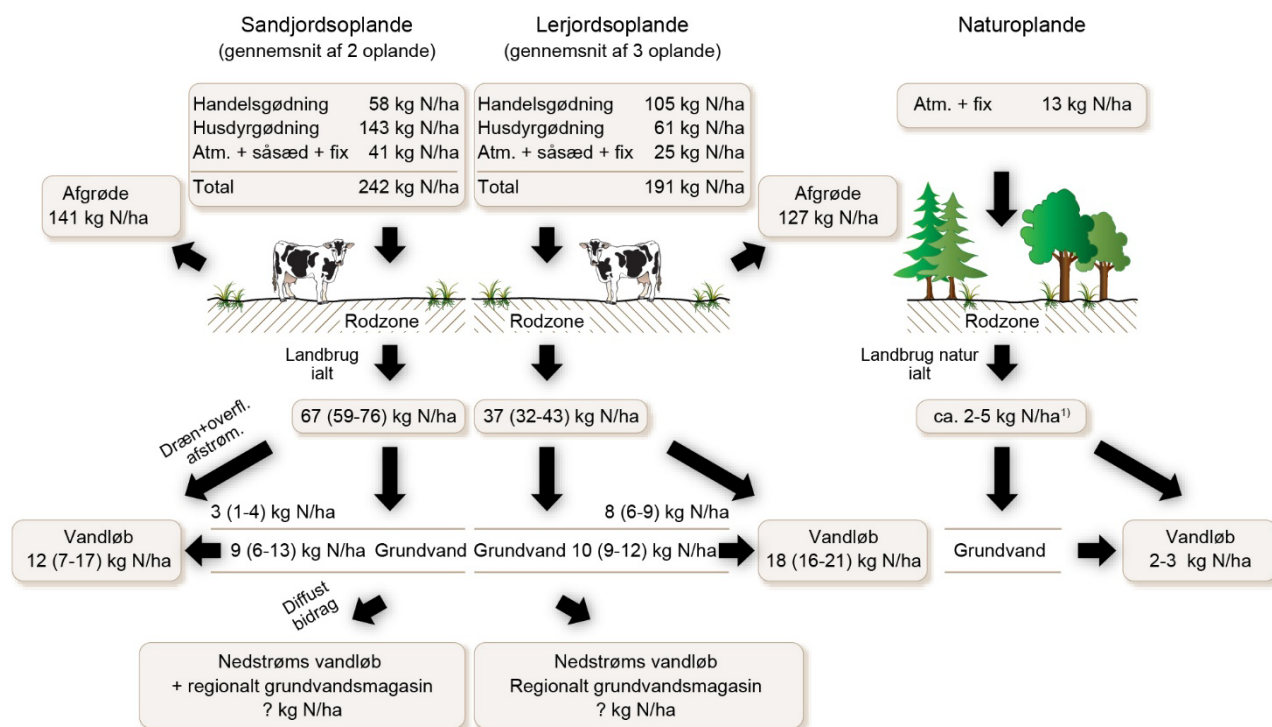 Sandjordsoplande
(gennemsnit af 2 oplande)
Handelsgødning 58 kg N/ha
Husdyrgødning 143 kg N/ha
Atm. + såsæd + fix 41 kg N/ha
Total 242 kg N/ha
Afgrøde
141 kg N/ha
Rodzone
Landbrug
ialt
67 (59-76) kg N/ha
Dræn+overfl.
afstrøm.
3 (1-4) kg N/ha
Vandløb
12 (7-17) kg N/ha
9 (6-13) kg N/ha Grundvand
Diffust
bidrag
Nedstrøms vandløb
+ regionalt grundvandsmagasin
? kg N/ha
Lerjordsoplande
(gennemsnit af 3 oplande)
Handelsgødning 105 kg N/ha
Husdyrgødning 61 kg N/ha
Atm. + såsæd + fix 25 kg N/ha
Total 191 kg N/ha
Afgrøde
127 kg N/ha
Rodzone
37 (32-43) kg N/ha
8 (6-9) kg N/ha
Grundvand 10 (9-12) kg N/ha
Vandløb
18 (16-21) kg N/ha
Nedstrøms vandløb
Regionalt grundvandsmagasin
? kg N/ha
Naturoplande
Atm. + fix 13 kg N/ha
Rodzone
Landbrug natur
ialt
ca. 2-5 kg N/ha¹⁾
Grundvand
Vandløb
2-3 kg N/ha